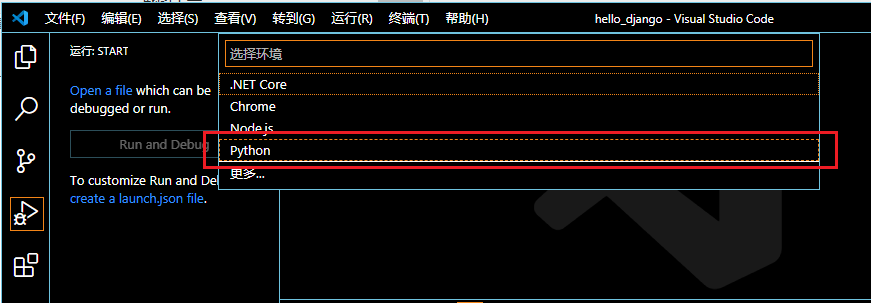 文件(F) 编辑(E) 选择(S) 查看(V) 转到(G) 运行(R) 终端(T) 帮助(H) hello_django - Visual Studio Code
运行: START
Open a file which can be
debugged or run.
Run and Debug
To customize Run and De
create a launch.json file.
选择环境
.NET Core
Chrome
Node.js
Python
更多...